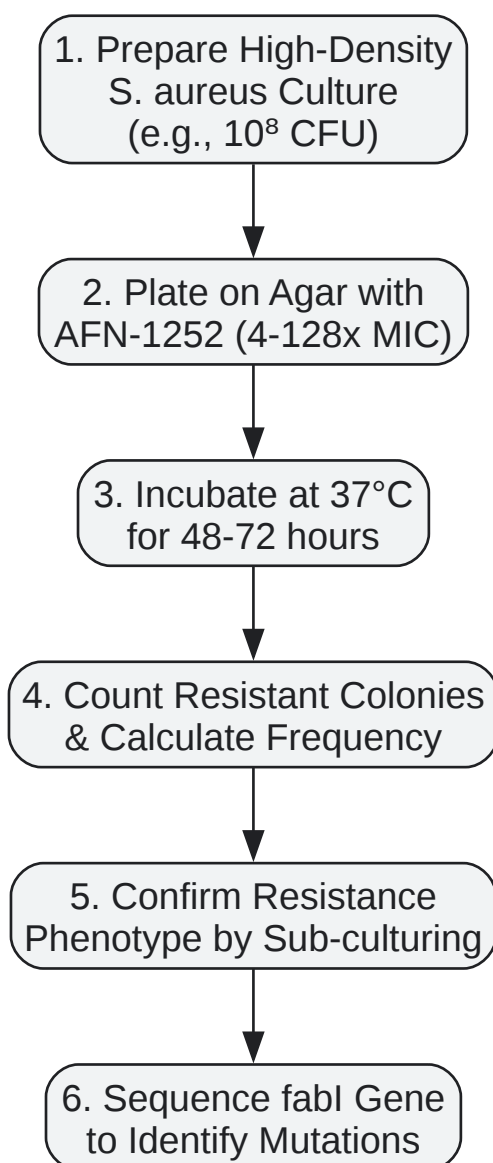 1. Prepare High-Density
S. aureus Culture
(e.g., 10⁸ CFU)
2. Plate on Agar with
AFN-1252 (4-128x MIC)
3. Incubate at 37°C
for 48-72 hours
4. Count Resistant Colonies
& Calculate Frequency
5. Confirm Resistance
Phenotype by Sub-culturing
6. Sequence fabI Gene
to Identify Mutations